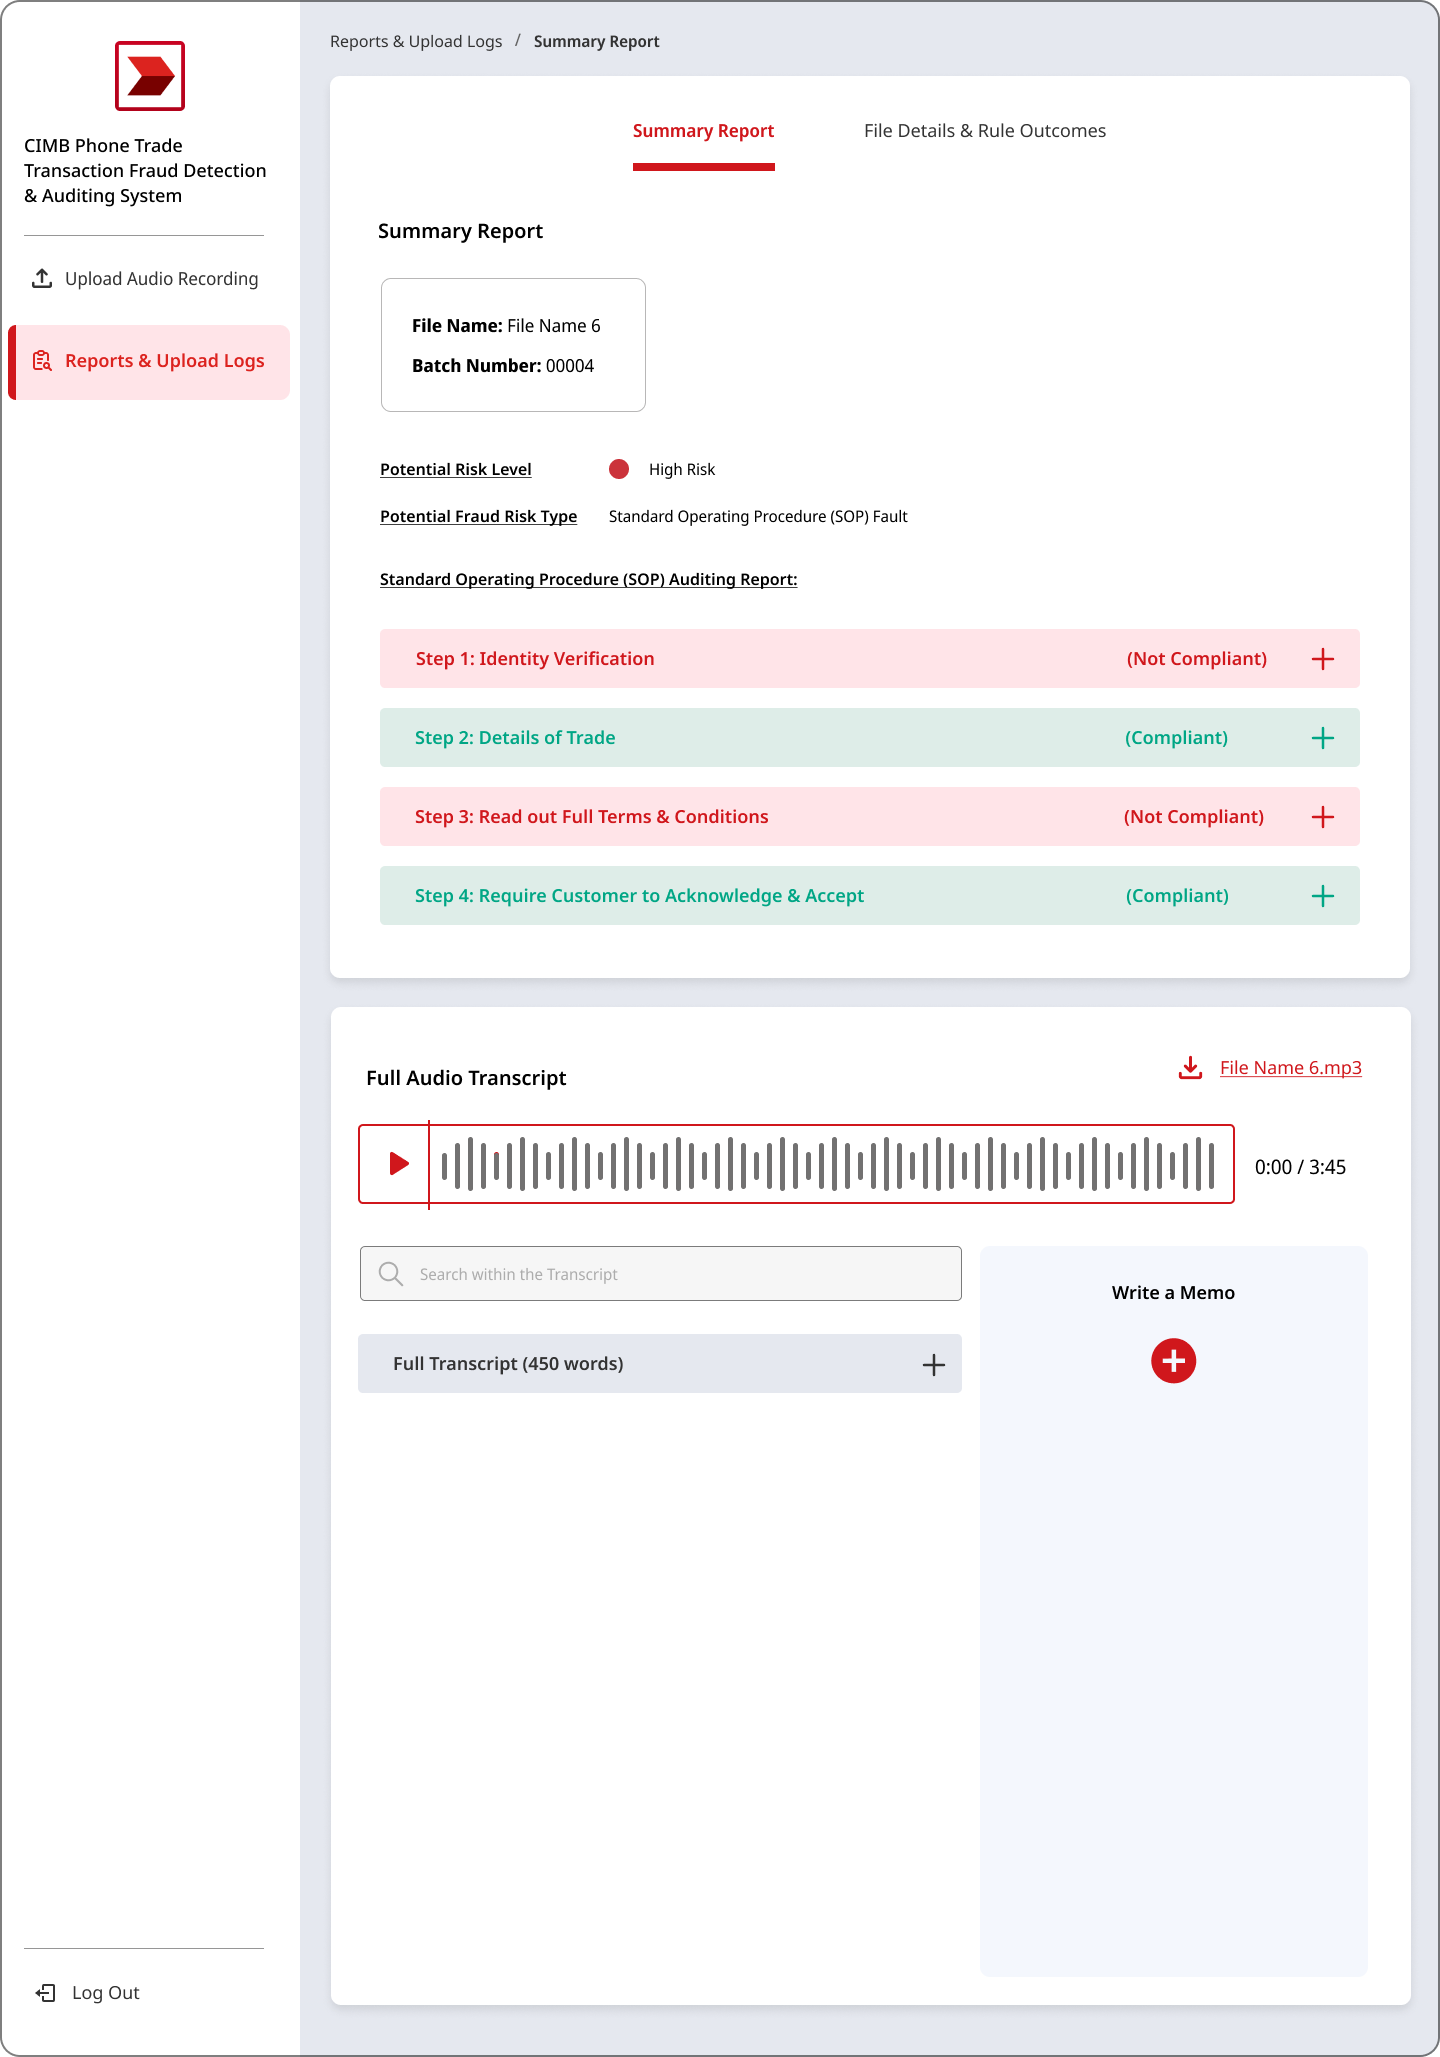 CIMB Phone Trade
Transaction Fraud Detection
& Auditing System
Upload Audio Recording
Reports & Upload Logs
Log Out
Reports & Upload Logs / Summary Report
Summary Report
File Details & Rule Outcomes
Summary Report
File Name: File Name 6
Batch Number: 00004
Potential Risk Level
High Risk
Potential Fraud Risk Type
Standard Operating Procedure (SOP) Fault
Standard Operating Procedure (SOP) Auditing Report:
Step 1: Identity Verification (Not Compliant)
Step 2: Details of Trade (Compliant)
Step 3: Read out Full Terms & Conditions (Not Compliant)
Step 4: Require Customer to Acknowledge & Accept (Compliant)
Full Audio Transcript
File Name 6.mp3
0:00 / 3:45
Search within the Transcript
Full Transcript (450 words)
Write a Memo